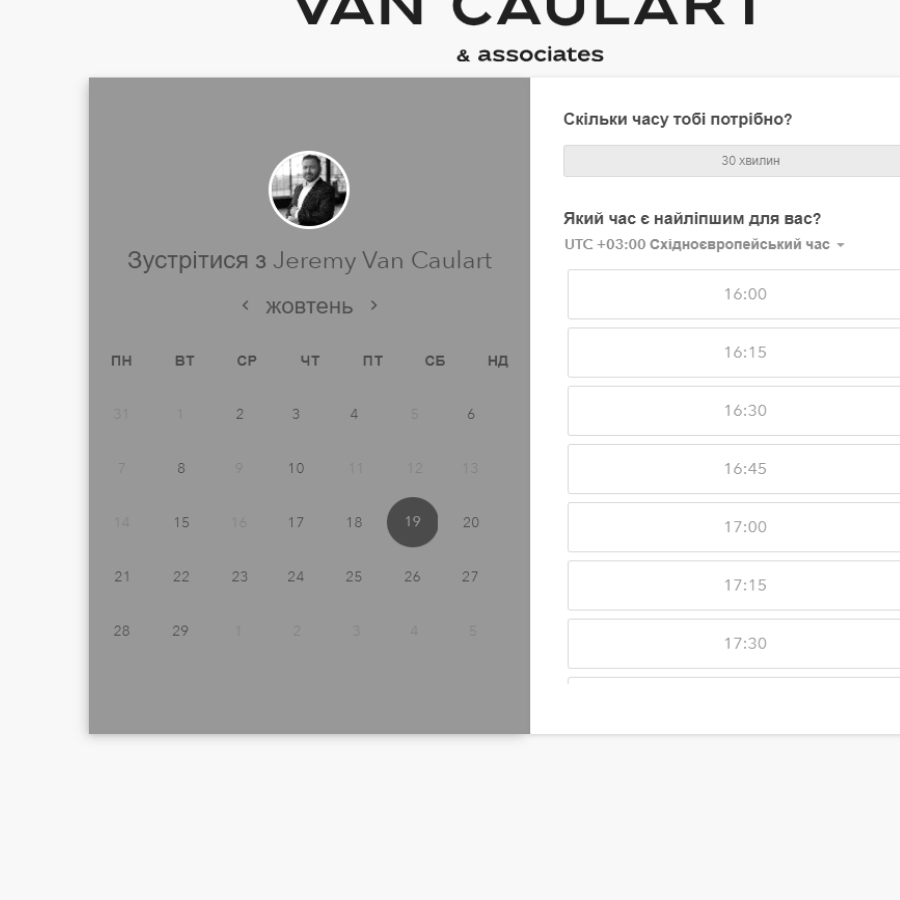 VAN CAULART
& associates
Зустрітися з Jeremy Van Caulart
жовтень
ПН ВТ СР ЧТ ПТ СБ НД
31 1 2 3 4 5 6
7 8 9 10 11 12 13
14 15 16 17 18 19 20
21 22 23 24 25 26 27
28 29 1 2 3 4 5
Скільки часу тобі потрібно?
30 хвилин
Який час є найліпшим для вас?
UTC +03:00 Східноєвропейський час
16:00
16:15
16:30
16:45
17:00
17:15
17:30